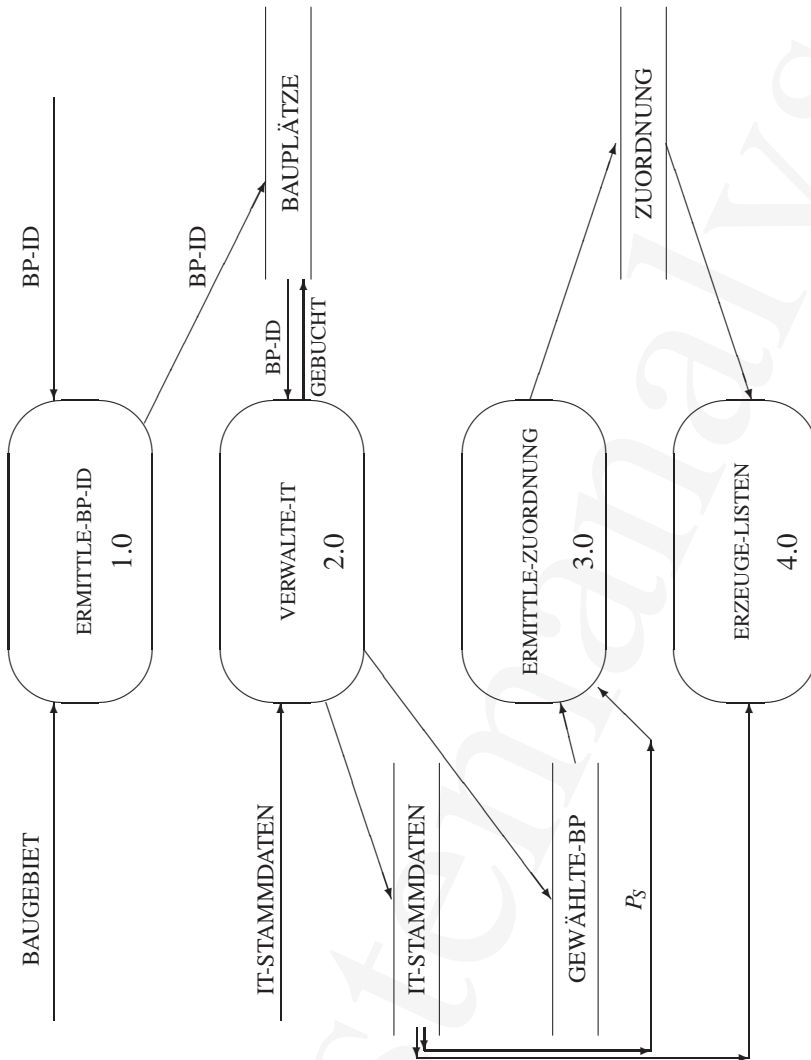 BAUGEBIET
ERMITTLE-BP-ID
1.0
BP-ID
BP-ID
IT-STAMMDATEN
VERWALTE-IT
2.0
BP-ID
GEBUCHT
BAUPLÄTZE
IT-STAMMDATEN
GEWÄHLTE-BP
ERMITTLE-ZUORDNUNG
3.0
P_S
ZUORDNUNG
ERZEUGE-LISTEN
4.0
stemanalys